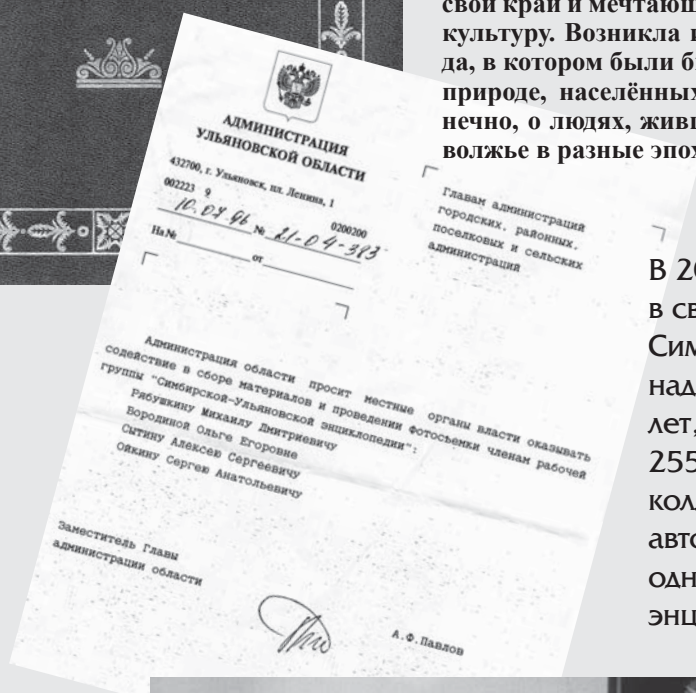 свой край и мечтающ
культуру. Возникла и
да, в котором были б
природе, населённых
нечно, о людях, жив
волжье в разные эпох
АДМИНИСТРАЦИЯ
УЛЬЯНОВСКОЙ ОБЛАСТИ
432700, г. Ульяновск, пл. Ленина, 1
002223 9 0200200
10.07.96 № 21-04-383
На № от
Главам администраций
городских, районных,
поселковых и сельских
администраций
Администрация области просит местные органы власти оказывать
содействие в сборе материалов и проведении фотосъемки членам рабочей
группы "Симбирской-Ульяновской энциклопедии":
Рябушкину Михаилу Дмитриевичу
Бородиной Ольге Егоровне
Сытину Алексею Сергеевичу
Ойкину Сергею Анатольевичу
Заместитель Главы
администрации области
А.Ф.Павлов
В 20
в св
Сим
над
лет,
255
кол
авто
одн
энц